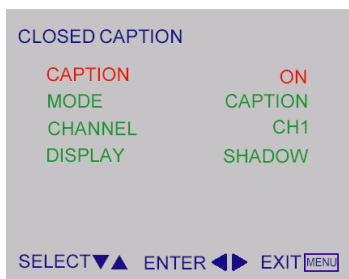 CLOSED CAPTION
CAPTION ON
MODE CAPTION
CHANNEL CH1
DISPLAY SHADOW
SELECT▼▲ ENTER◀▶ EXIT MENU